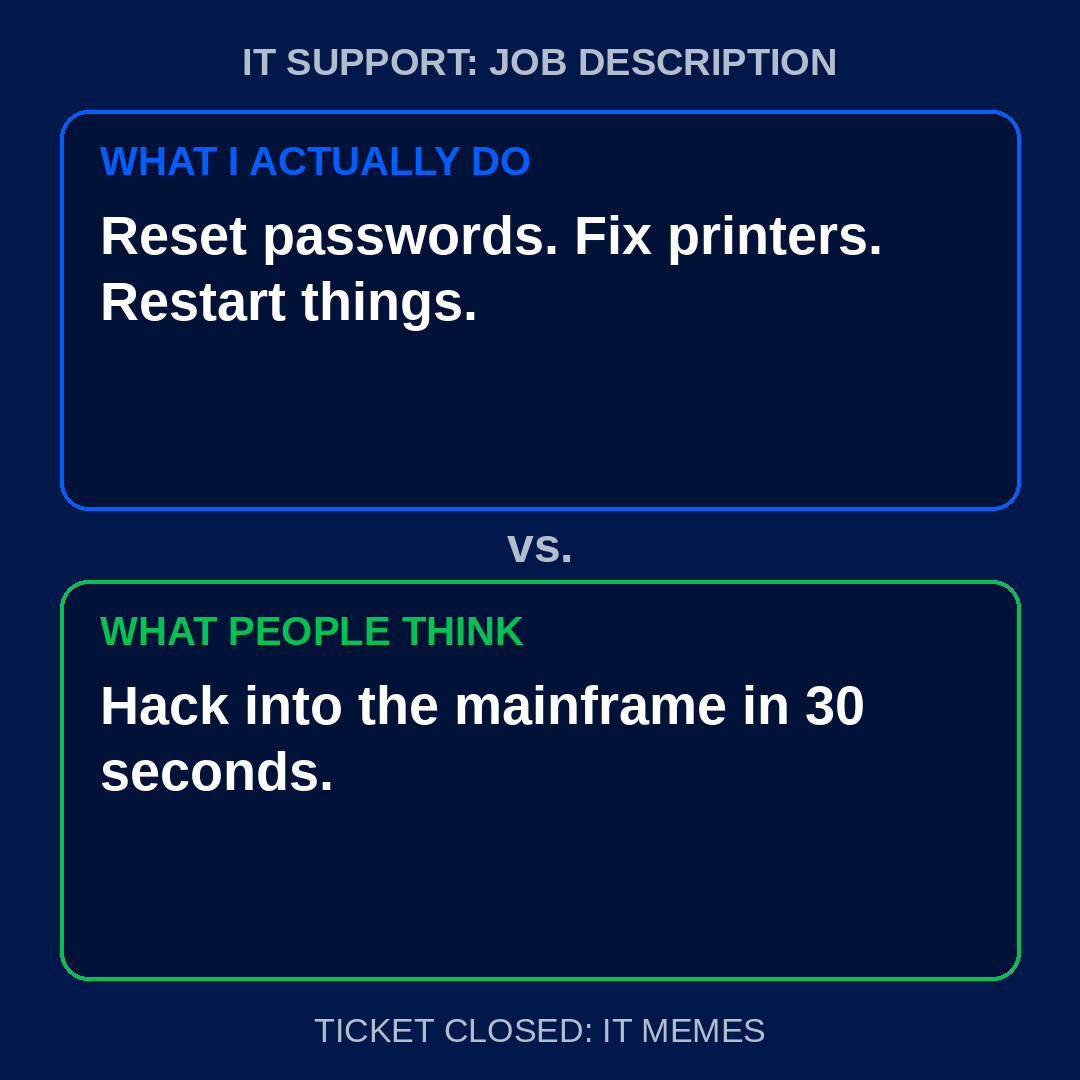 IT SUPPORT: JOB DESCRIPTION
WHAT I ACTUALLY DO
Reset passwords. Fix printers.
Restart things.
vs.
WHAT PEOPLE THINK
Hack into the mainframe in 30
seconds.
TICKET CLOSED: IT MEMES